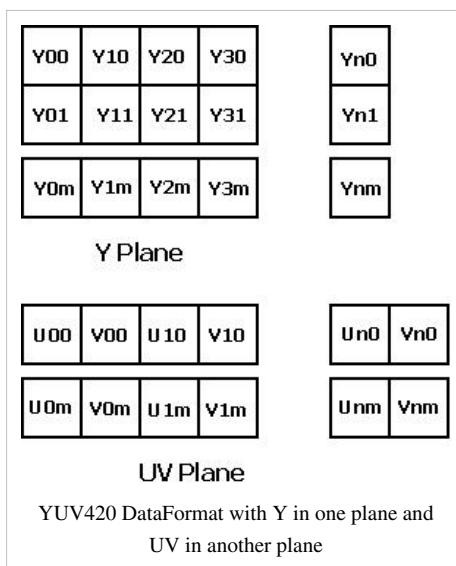 Y00 Y10 Y20 Y30 Yn0
Y01 Y11 Y21 Y31 Yn1
Y0m Y1m Y2m Y3m Ynm
Y Plane
U00 V00 U10 V10 Un0 Vn0
U0m V0m U1m V1m Unm Vnm
UV Plane
YUV420 DataFormat with Y in one plane and
UV in another plane